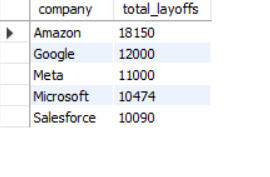 company total_layoffs
Amazon 18150
Google 12000
Meta 11000
Microsoft 10474
Salesforce 10090